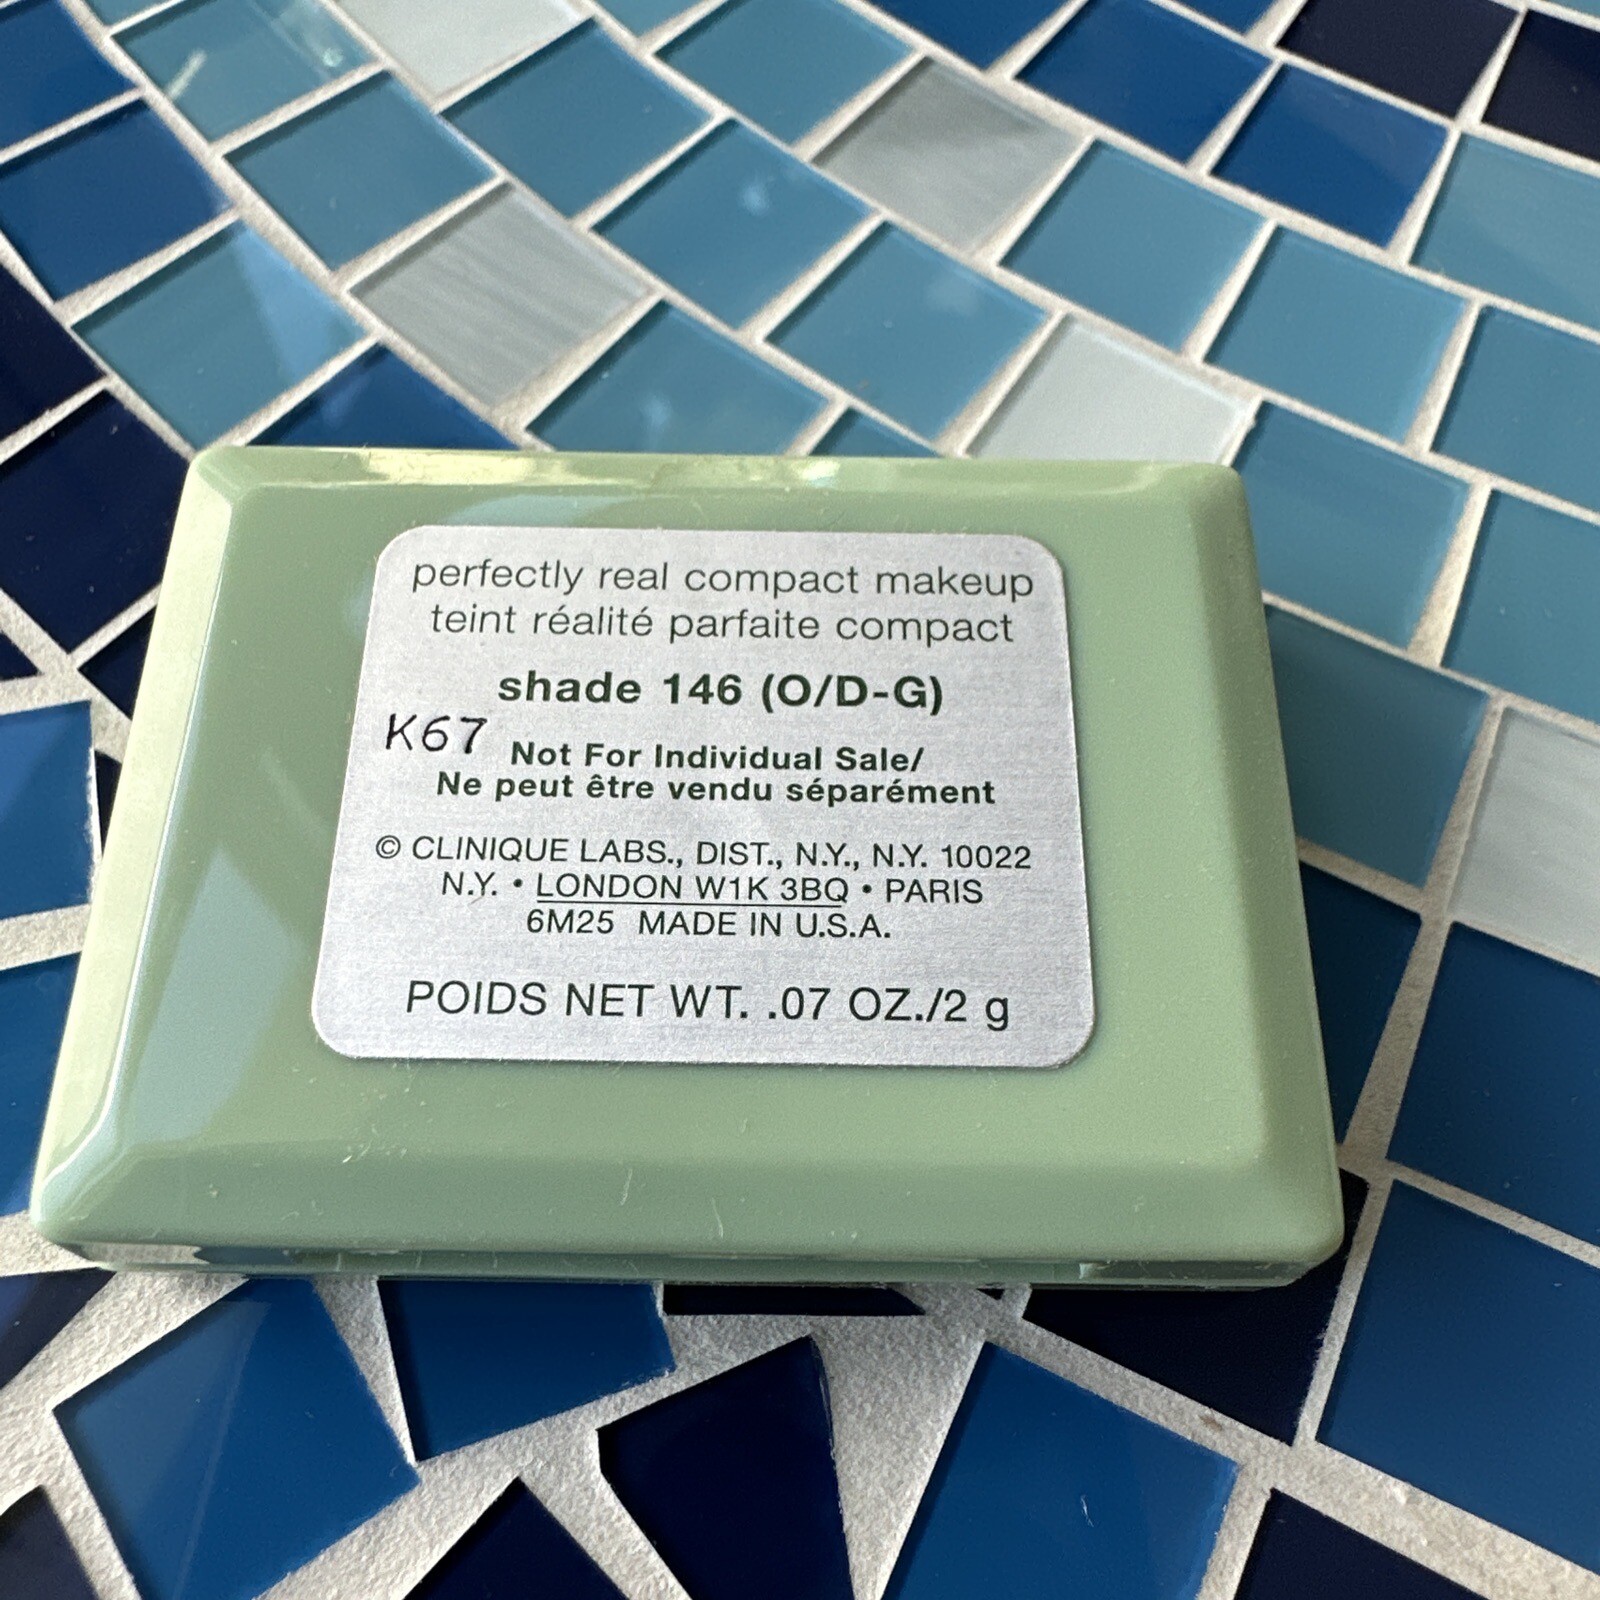 perfectly real compact makeup
teint réalité parfaite compact
shade 146 (O/D-G)
K67
Not For Individual Sale/
Ne peut être vendu séparément
© CLINIQUE LABS., DIST., N.Y., N.Y. 10022
N.Y. • LONDON W1K 3BQ • PARIS
6M25 MADE IN U.S.A.
POIDS NET WT. .07 OZ./2 g